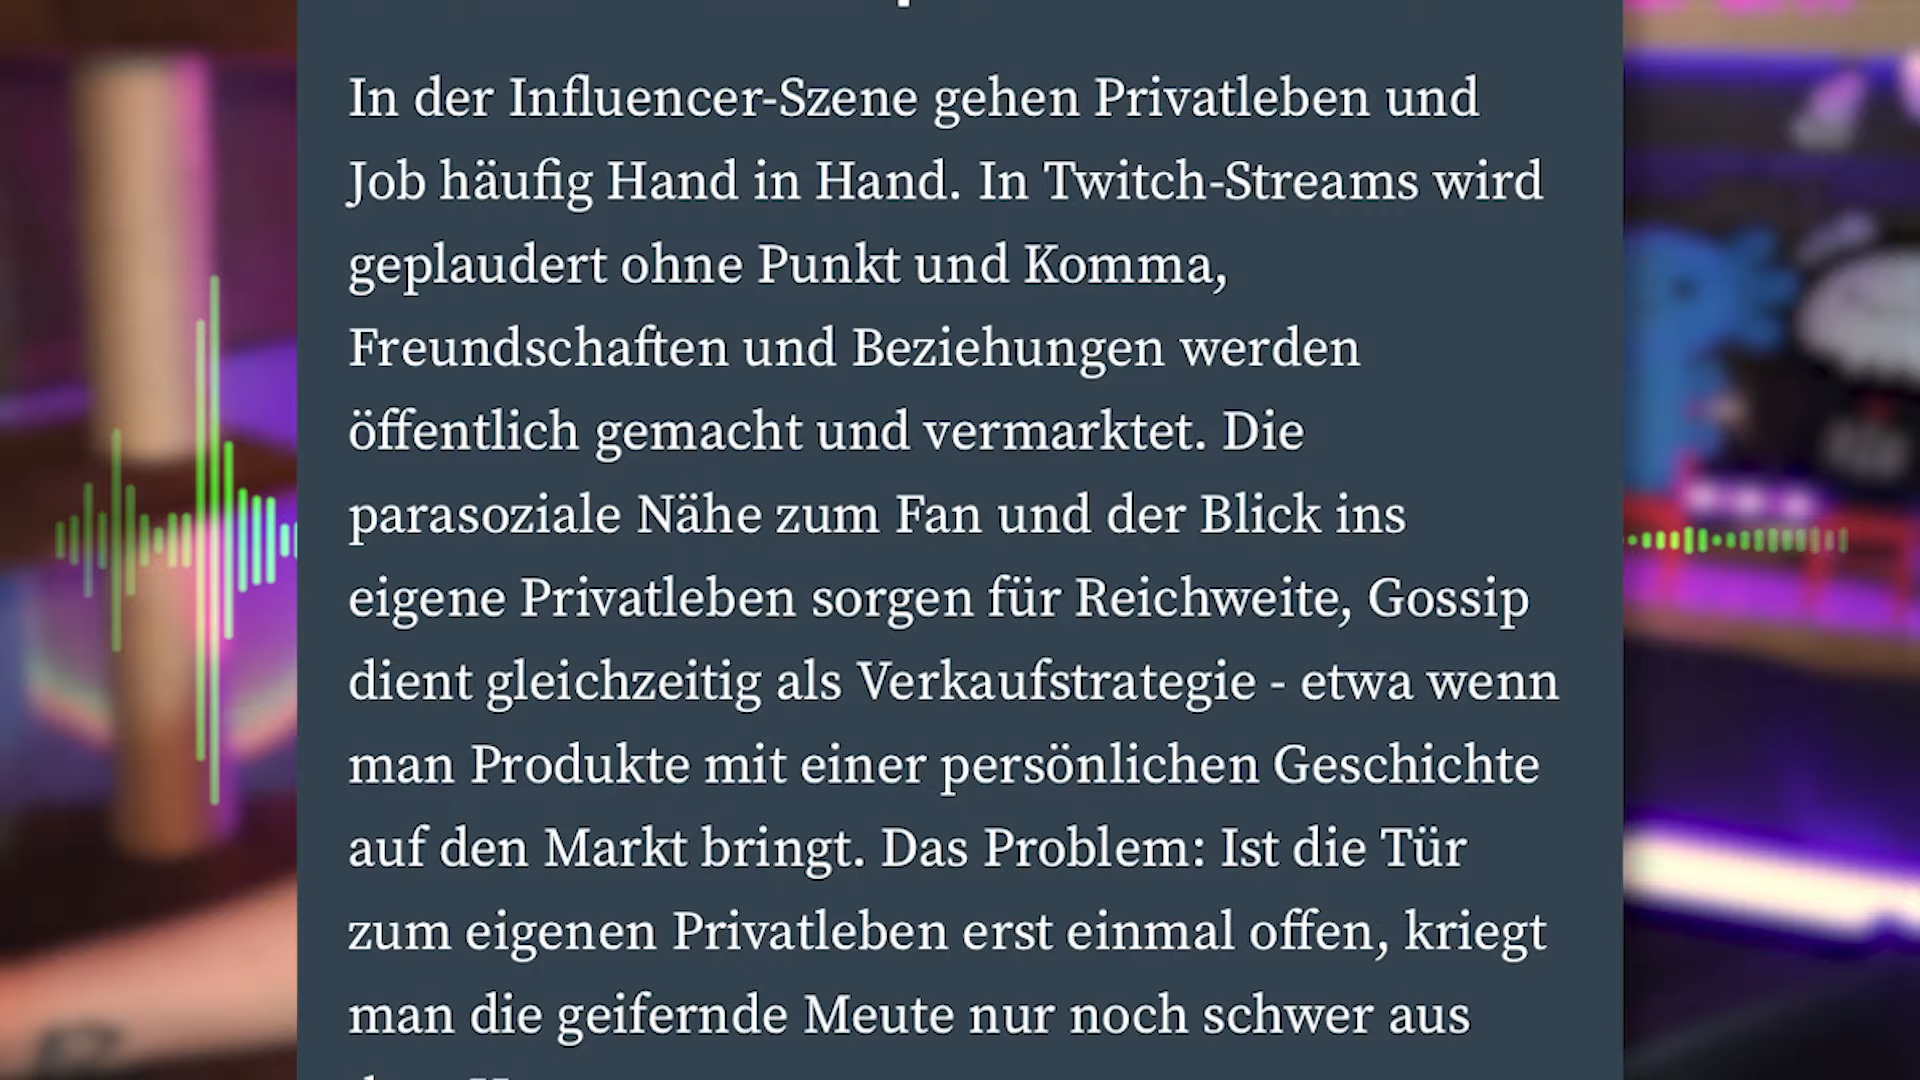 In der Influencer-Szene gehen Privatleben und
Job häufig Hand in Hand. In Twitch-Streams wird
geplaudert ohne Punkt und Komma,
Freundschaften und Beziehungen werden
öffentlich gemacht und vermarktet. Die
parasoziale Nähe zum Fan und der Blick ins
eigene Privatleben sorgen für Reichweite, Gossip
dient gleichzeitig als Verkaufstrategie - etwa wenn
man Produkte mit einer persönlichen Geschichte
auf den Markt bringt. Das Problem: Ist die Tür
zum eigenen Privatleben erst einmal offen, kriegt
man die geifernde Meute nur noch schwer aus